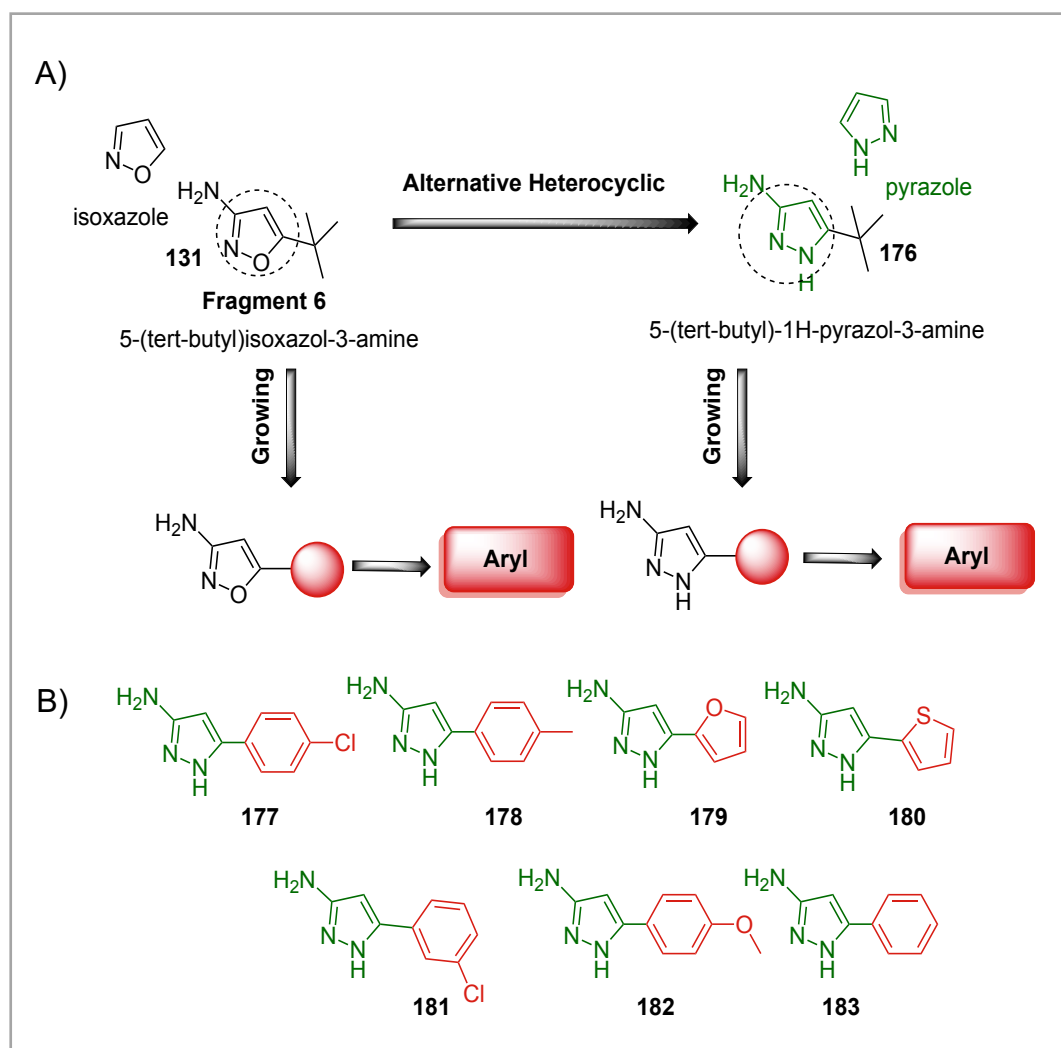 A)
N
O
isoxazole
H₂N
N
O
131
Fragment 6
5-(tert-butyl)isoxazol-3-amine
Alternative Heterocyclic
N
N
H
pyrazole
H₂N
N
N
H
176
5-(tert-butyl)-1H-pyrazol-3-amine
Growing
Growing
H₂N
N
O
Aryl
H₂N
N
N
H
Aryl
B)
H₂N
N
N
H
Cl
177
H₂N
N
N
H
178
H₂N
N
N
H
O
179
H₂N
N
N
H
S
180
H₂N
N
N
H
Cl
181
H₂N
N
N
H
O
182
H₂N
N
N
H
183